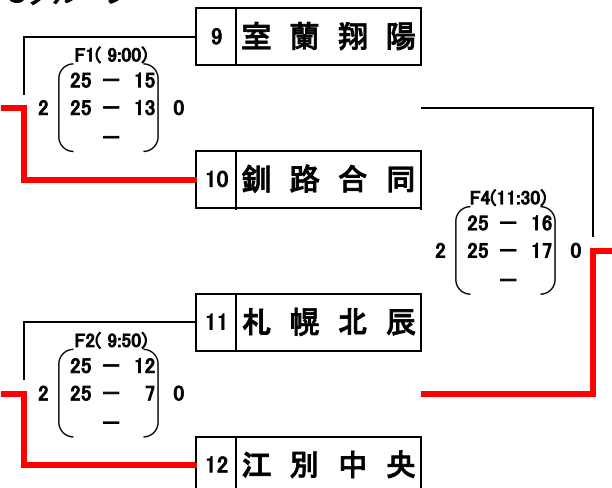 9 室蘭翔陽
F1( 9:00)
25 ー 15
2 25 ー 13 0
ー
10 釧路合同
F4(11:30)
25 ー 16
2 25 ー 17 0
ー
11 札幌北辰
F2( 9:50)
25 ー 12
2 25 ー 7 0
ー
12 江別中央